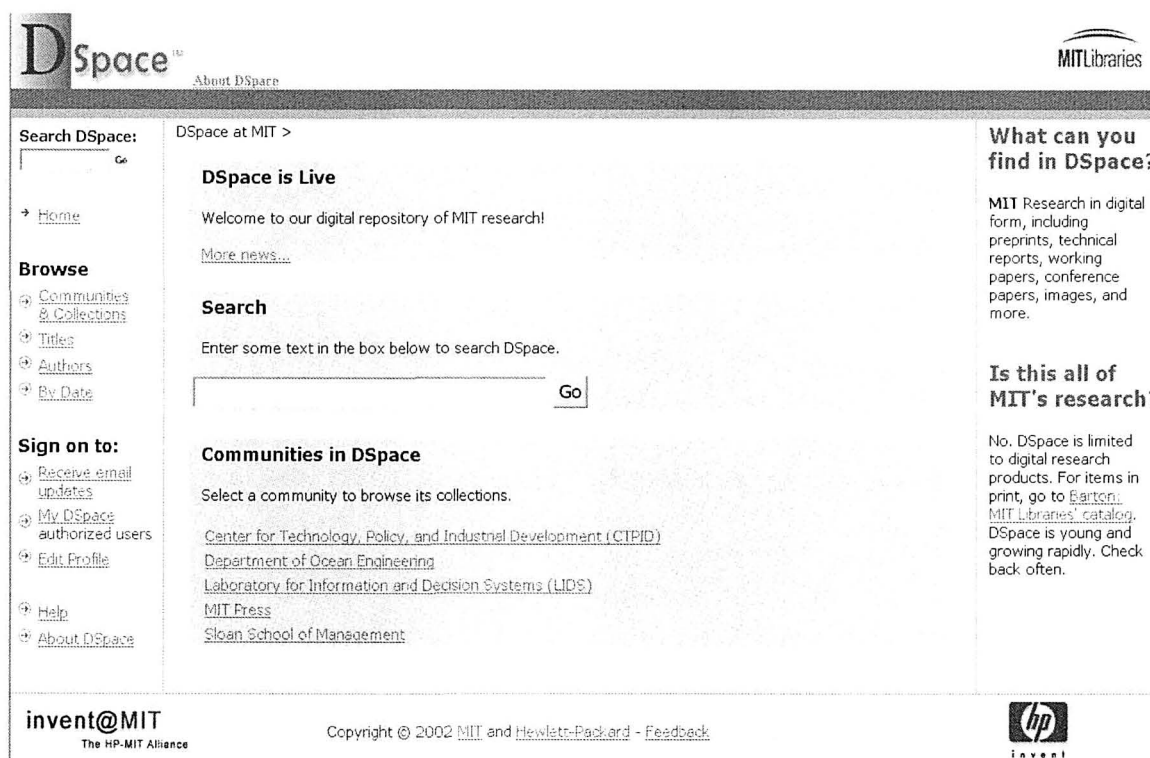 DSpace™
About DSpace
MITLibraries
Search DSpace:
Go
Home
Browse
Communities
& Collections
Titles
Authors
By Date
Sign on to:
Receive email
updates
My DSpace
authorized users
Edit Profile
Help
About DSpace
DSpace at MIT >
DSpace is Live
Welcome to our digital repository of MIT research!
More news...
Search
Enter some text in the box below to search DSpace.
Go
Communities in DSpace
Select a community to browse its collections.
Center for Technology, Policy, and Industrial Development (CTPID)
Department of Ocean Engineering
Laboratory for Information and Decision Systems (LIDS)
MIT Press
Sloan School of Management
What can you
find in DSpace?
MIT Research in digital
form, including
preprints, technical
reports, working
papers, conference
papers, images, and
more.
Is this all of
MIT's research?
No. DSpace is limited
to digital research
products. For items in
print, go to Barton:
MIT Libraries' catalog.
DSpace is young and
growing rapidly. Check
back often.
invent@MIT
The HP-MIT Alliance
Copyright © 2002 MIT and Hewlett-Packard - Feedback
hp
invent